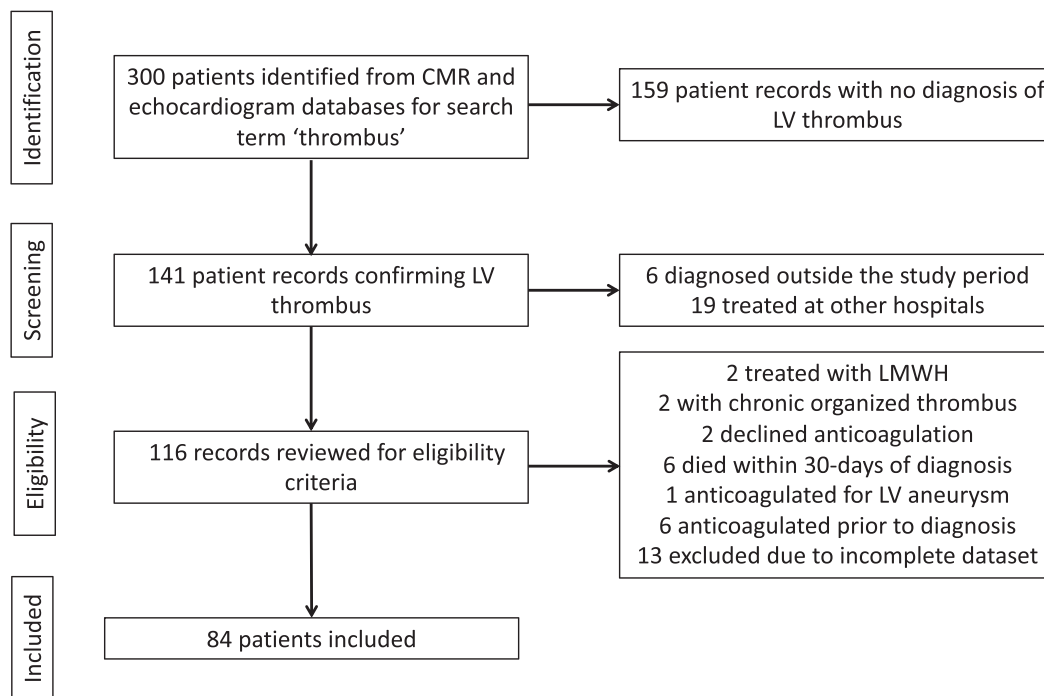 Identification
300 patients identified from CMR and
echocardiogram databases for search
term ‘thrombus’
159 patient records with no diagnosis of
LV thrombus
Screening
141 patient records confirming LV
thrombus
6 diagnosed outside the study period
19 treated at other hospitals
Eligibility
116 records reviewed for eligibility
criteria
2 treated with LMWH
2 with chronic organized thrombus
2 declined anticoagulation
6 died within 30-days of diagnosis
1 anticoagulated for LV aneurysm
6 anticoagulated prior to diagnosis
13 excluded due to incomplete dataset
Included
84 patients included